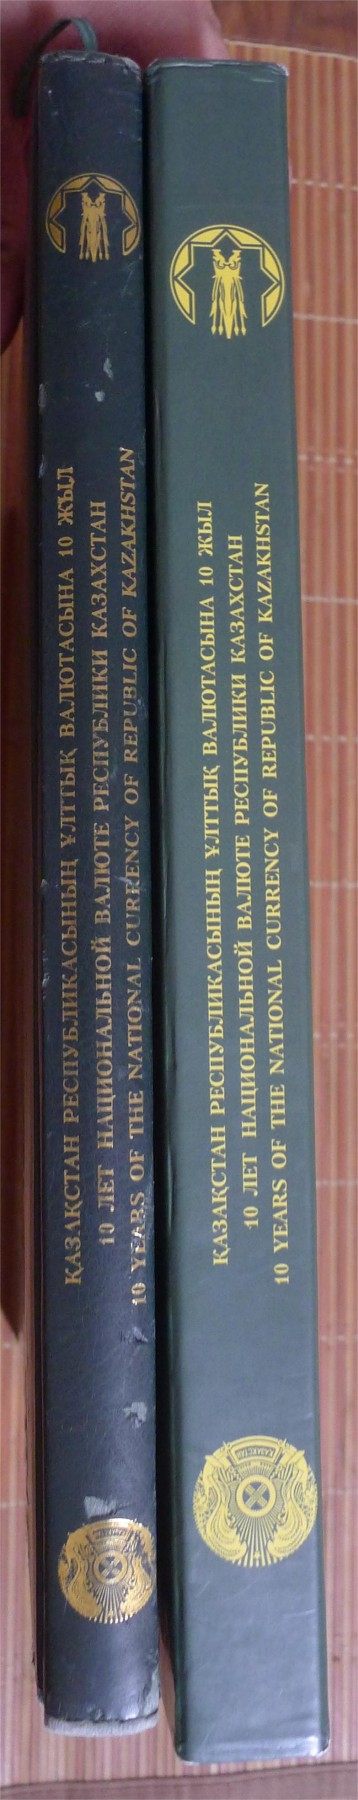 ҚАЗАҚСТАН РЕСПУБЛИКАСЫНЫҢ ҰЛТТЫҚ ВАЛЮТАСЫНА 10 ЖЫЛ
10 ЛЕТ НАЦИОНАЛЬНОЙ ВАЛЮТЕ РЕСПУБЛИКИ КАЗАХСТАН
10 YEARS OF THE NATIONAL CURRENCY OF REPUBLIC OF KAZAKHSTAN
ҚАЗАҚСТАН
ҚАЗАҚСТАН РЕСПУБЛИКАСЫНЫҢ ҰЛТТЫҚ ВАЛЮТАСЫНА 10 ЖЫЛ
10 ЛЕТ НАЦИОНАЛЬНОЙ ВАЛЮТЕ РЕСПУБЛИКИ КАЗАХСТАН
10 YEARS OF THE NATIONAL CURRENCY OF REPUBLIC OF KAZAKHSTAN
ҚАЗАҚСТАН